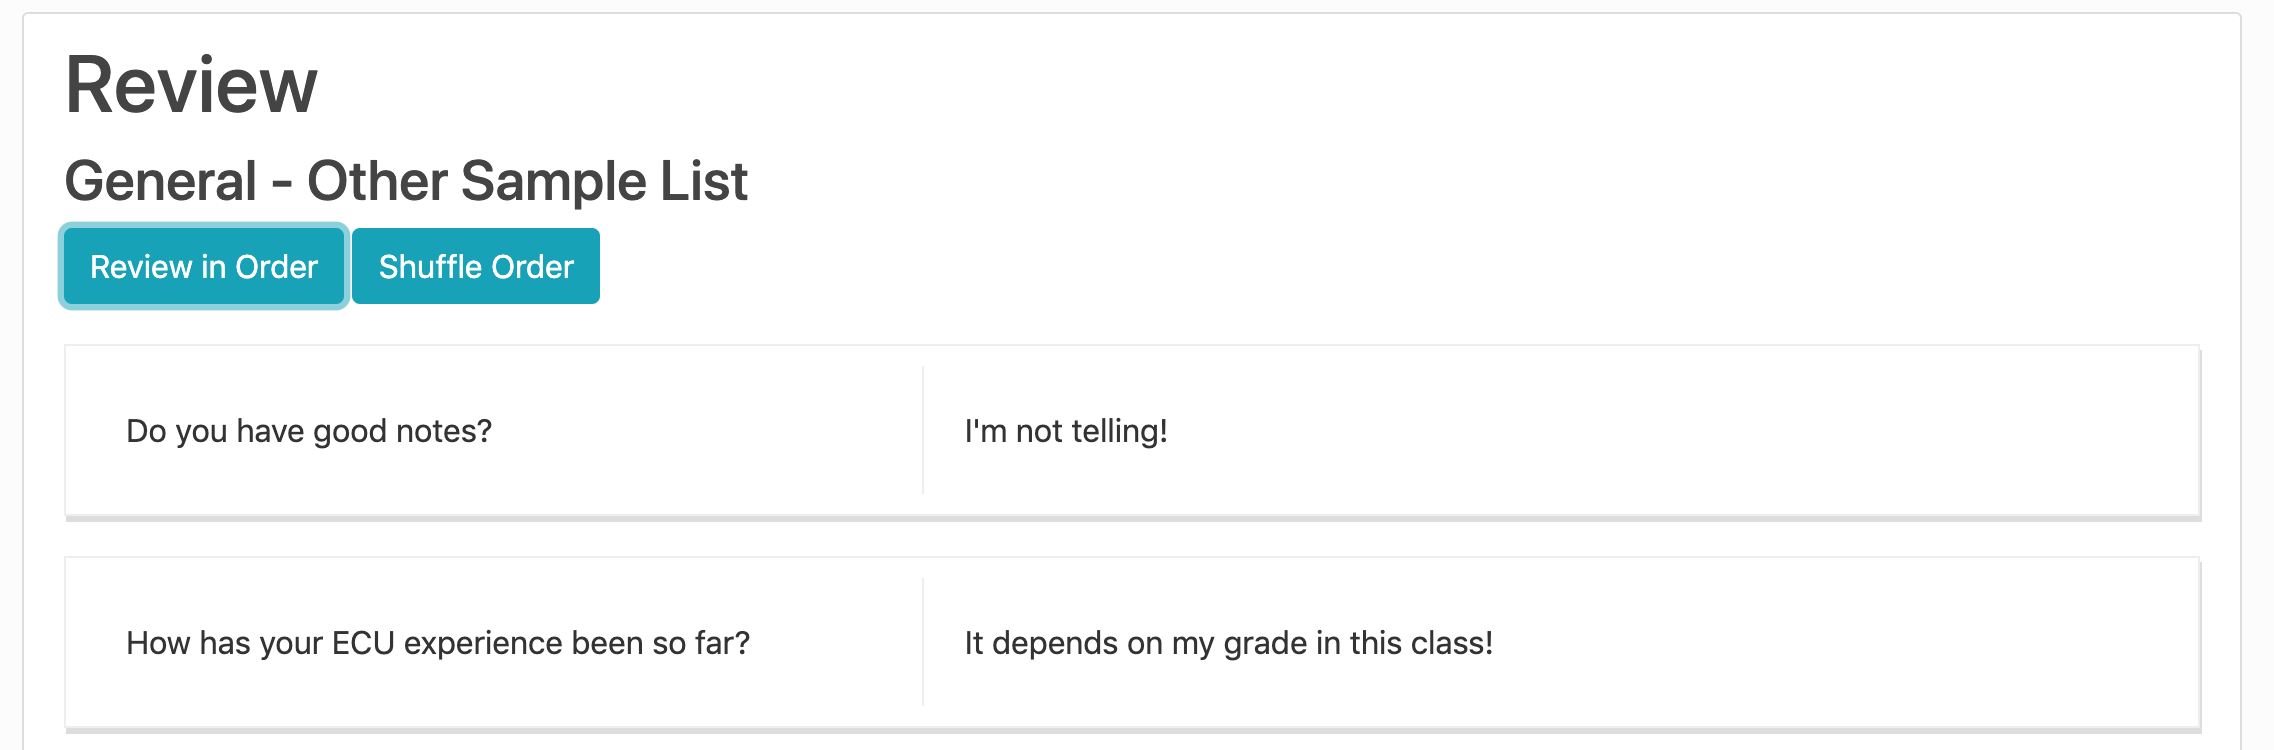 Review
General - Other Sample List
Review in Order
Shuffle Order
Do you have good notes?
I'm not telling!
How has your ECU experience been so far?
It depends on my grade in this class!